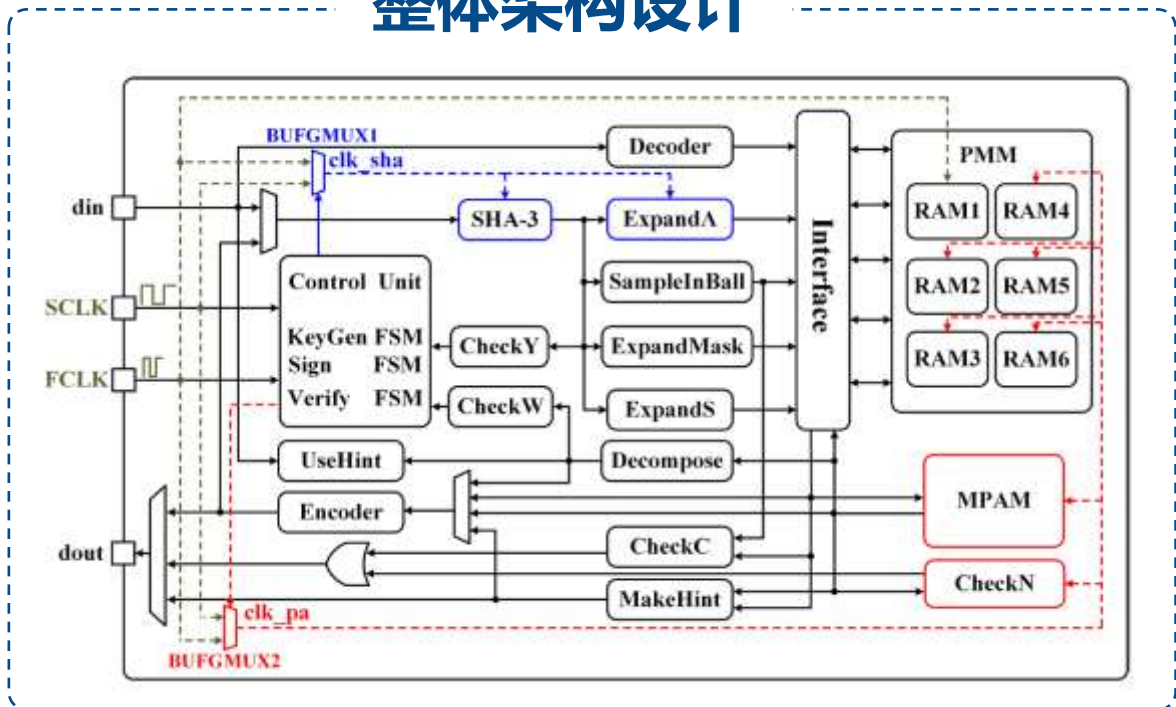 整体架构设计
BUFGMUX1
clk_sha
Decoder
PMM
din
SHA-3
ExpandA
RAM1
RAM4
Interface
Control Unit
SampleInBall
RAM2
RAM5
SCLK
KeyGen FSM
CheckY
ExpandMask
RAM3
RAM6
Sign FSM
FCLK
Verify FSM
CheckW
ExpandS
UseHint
Decompose
Encoder
MPAM
dout
CheckC
CheckN
MakeHint
clk_pa
BUFGMUX2